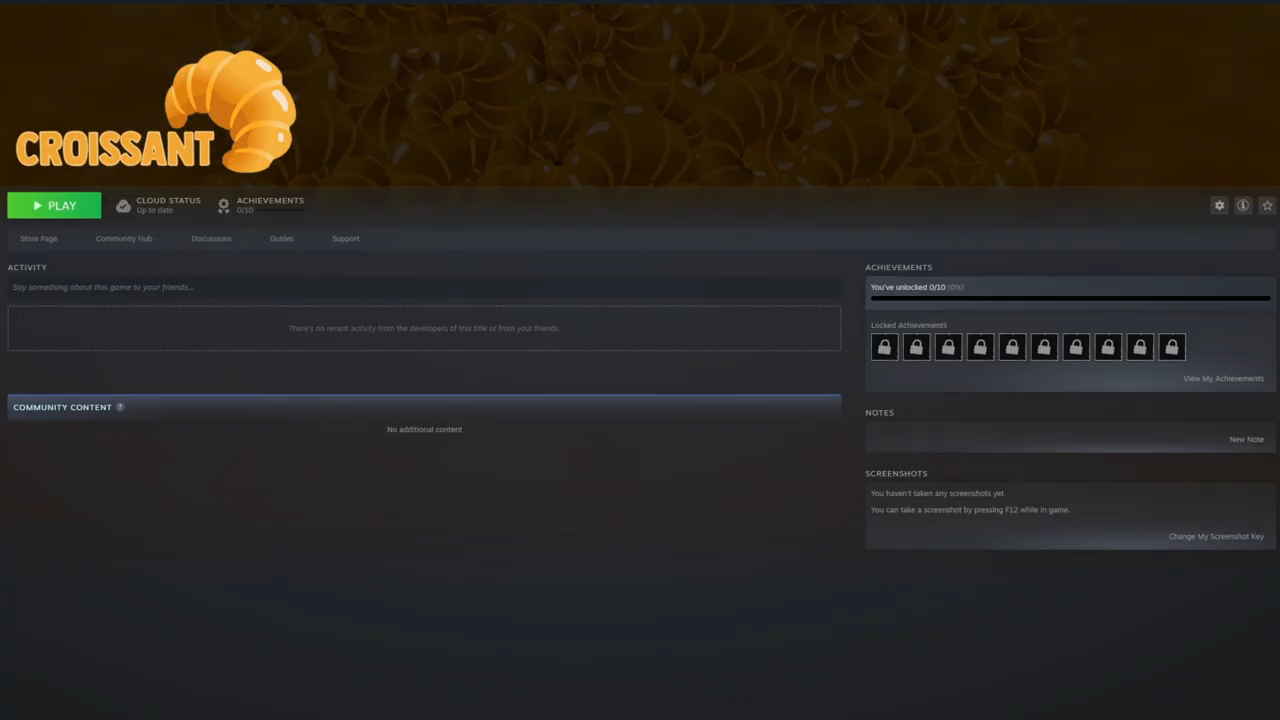 CROISSANT
PLAY
CLOUD STATUS
Up to date
ACHIEVEMENTS
0/10
Store Page
Community Hub
Discussions
Guides
Support
ACTIVITY
Say something about this game to your friends...
There's no recent activity from the developers of this title or from your friends.
COMMUNITY CONTENT ?
No additional content
ACHIEVEMENTS
You've unlocked 0/10 (0%)
Locked Achievements
View My Achievements
NOTES
New Note
SCREENSHOTS
You haven't taken any screenshots yet
You can take a screenshot by pressing F12 while in game.
Change My Screenshot Key